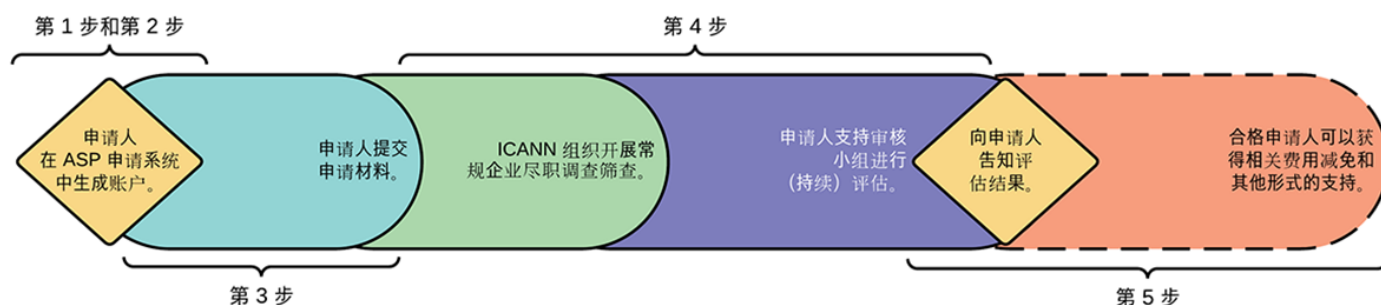 第 1 步和第 2 步
第 4 步
申请人
在 ASP 申请系统
中生成账户。
申请人提交
申请材料。
ICANN 组织开展常
规企业尽职调查筛查。
申请人支持审核
小组进行
（持续）评估。
向申请人
告知评
估结果。
合格申请人可以获
得相关费用减免和
其他形式的支持。
第 3 步
第 5 步